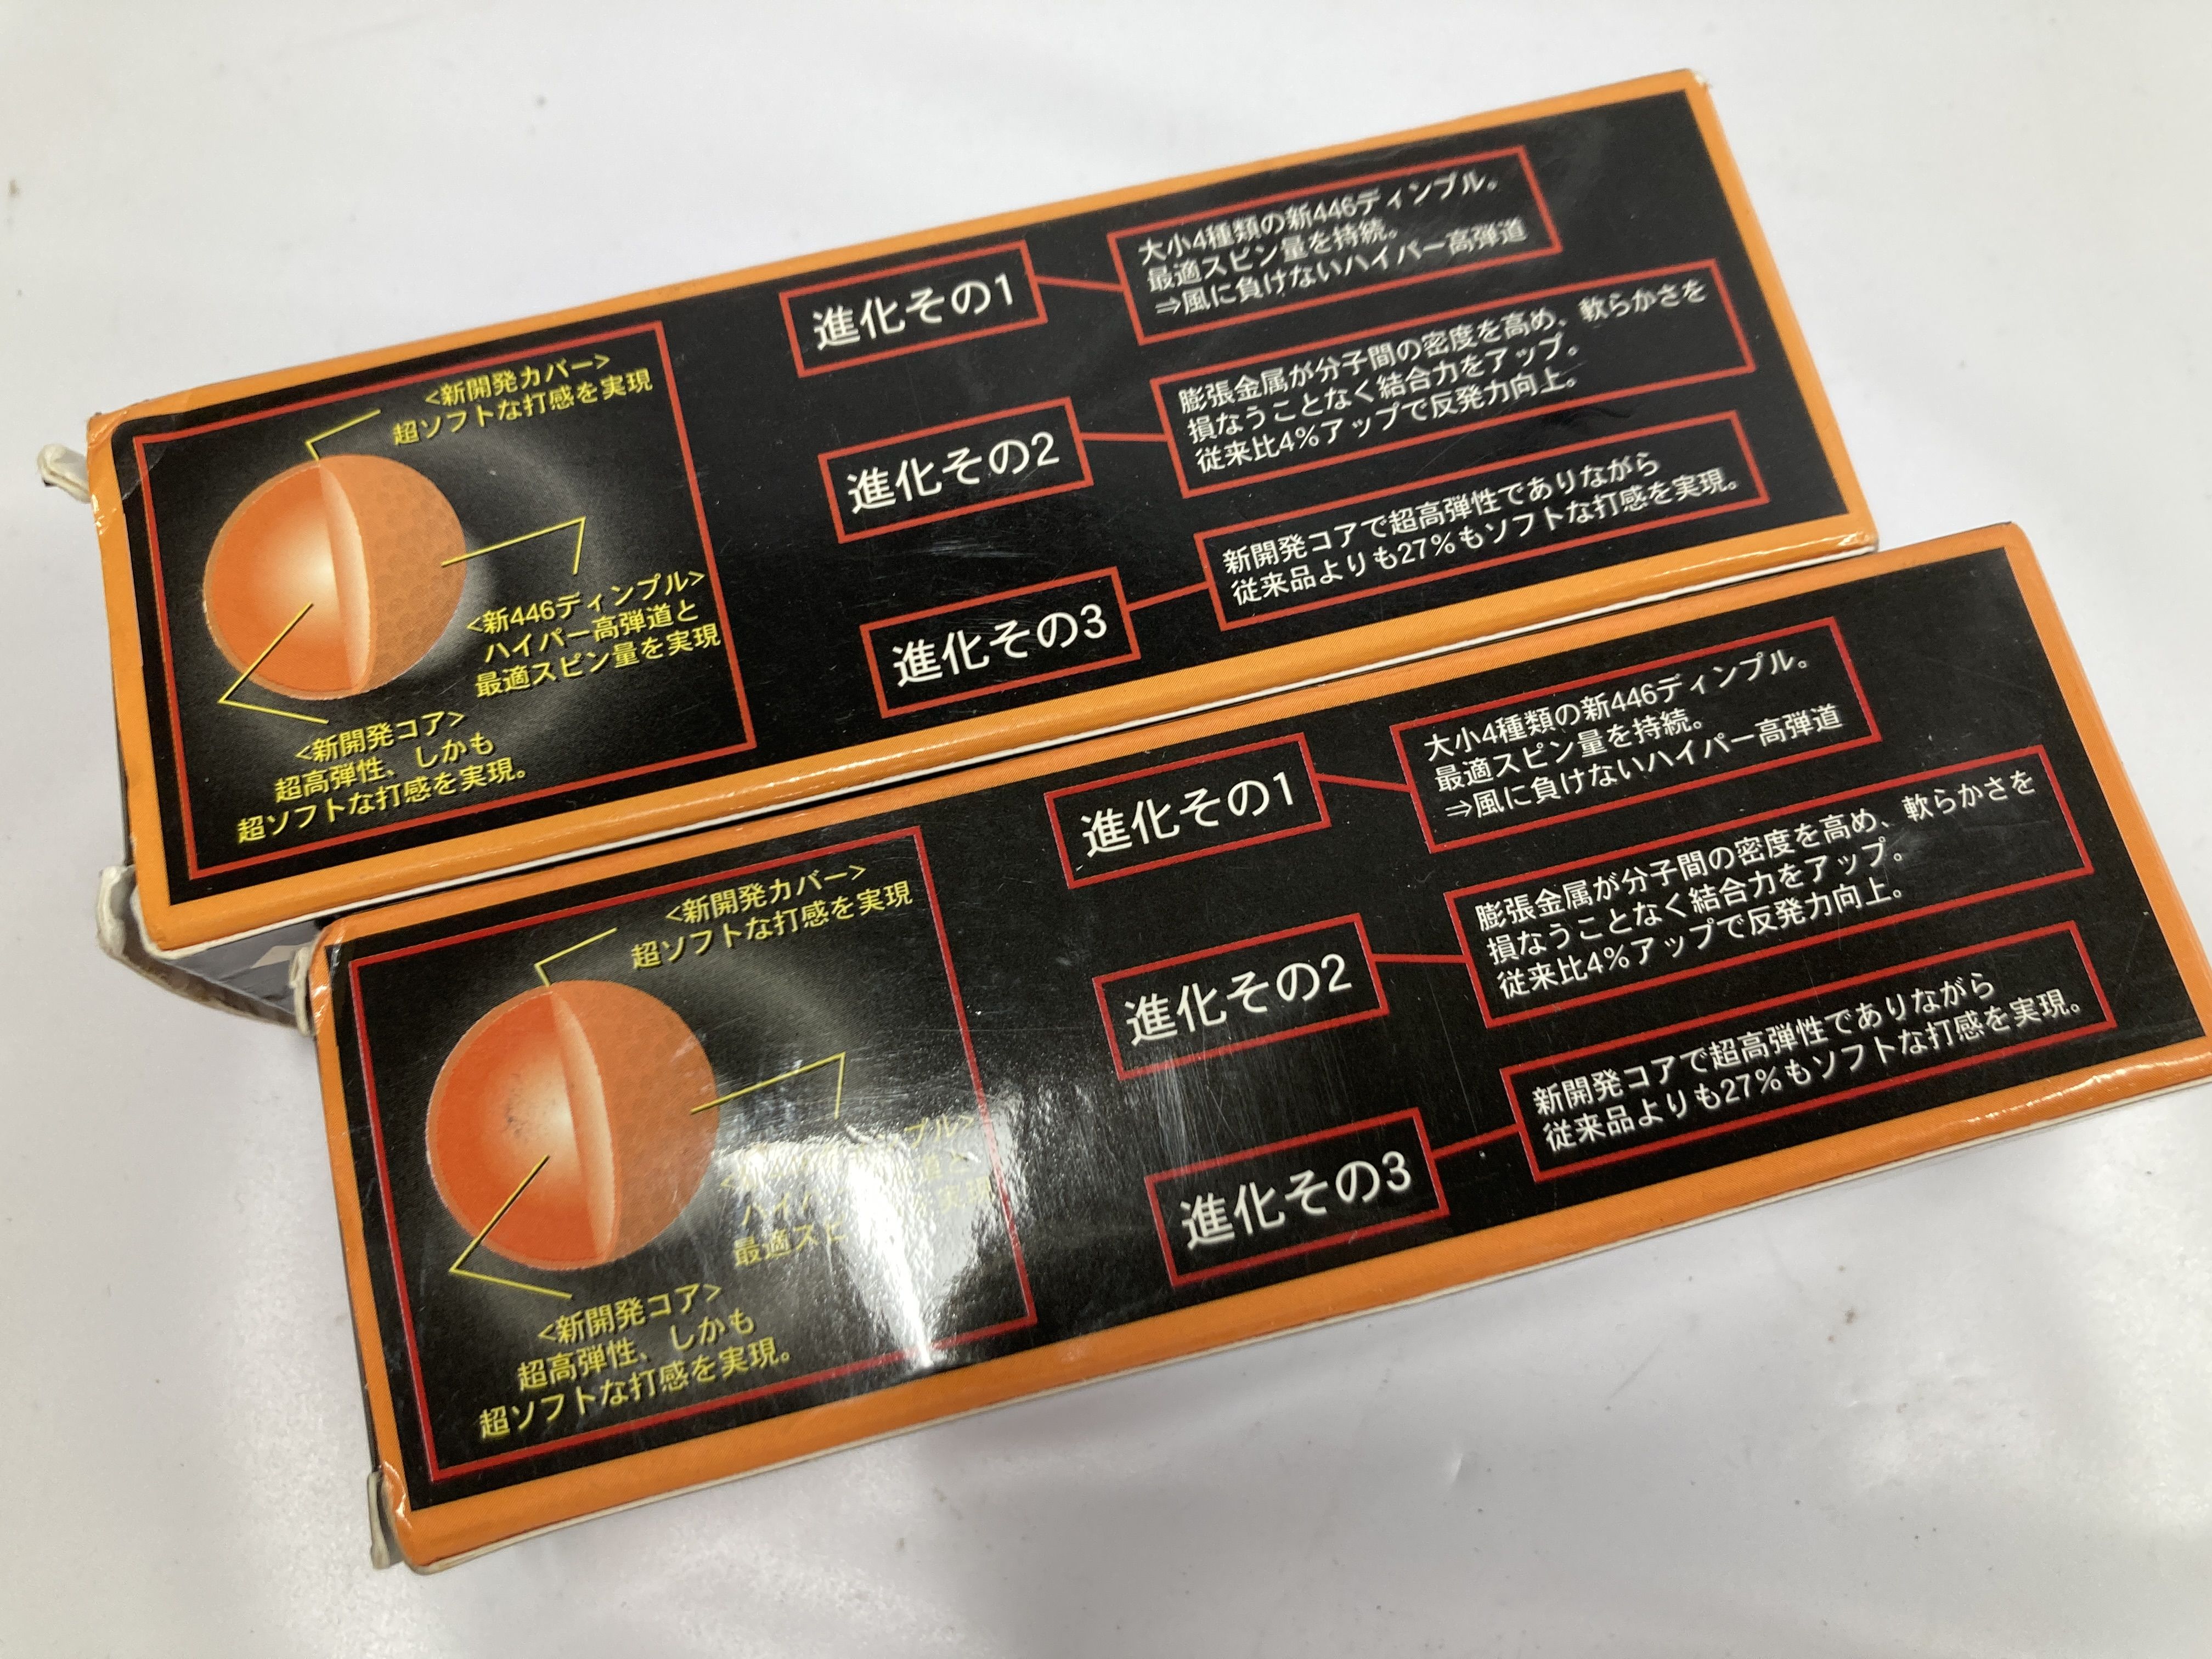 <新開発カバー>
超ソフトな打感を実現
<新446ディンプル>
ハイパー高弾道と
最適スピン量を実現
<新開発コア>
超高弾性、しかも
超ソフトな打感を実現。
進化その1
大小4種類の新446ディンプル。
最適スピン量を持続。
⇒風に負けないハイパー高弾道
進化その2
膨張金属が分子間の密度を高め、軟らかさを
損なうことなく結合力をアップ。
従来比4%アップで反発力向上。
進化その3
新開発コアで超高弾性でありながら
従来品よりも27%もソフトな打感を実現。
<新開発カバー>
超ソフトな打感を実現
プル>
道と
最適ス
実現
<新開発コア>
超高弾性、しかも
超ソフトな打感を実現。
進化その1
大小4種類の新446ディンプル。
最適スピン量を持続。
⇒風に負けないハイパー高弾道
進化その2
膨張金属が分子間の密度を高め、軟らかさを
損なうことなく結合力をアップ。
従来比4%アップで反発力向上。
進化その3
新開発コアで超高弾性でありながら
従来品よりも27%もソフトな打感を実現。